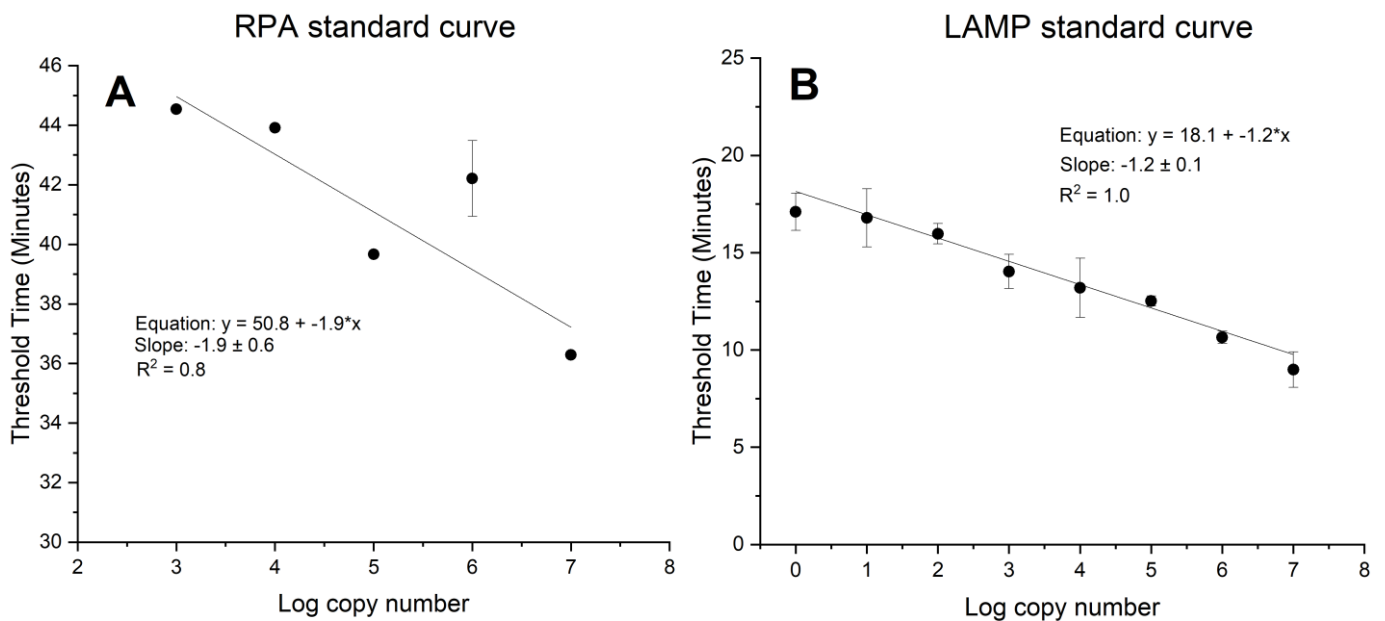 RPA standard curve
A
46
44
42
40
38
36
34
32
30
Threshold Time (Minutes)
Equation: y = 50.8 + -1.9*x
Slope: -1.9 ± 0.6
R² = 0.8
2 3 4 5 6 7 8
Log copy number
LAMP standard curve
B
25
20
15
10
5
0
Threshold Time (Minutes)
Equation: y = 18.1 + -1.2*x
Slope: -1.2 ± 0.1
R² = 1.0
0 1 2 3 4 5 6 7 8
Log copy number